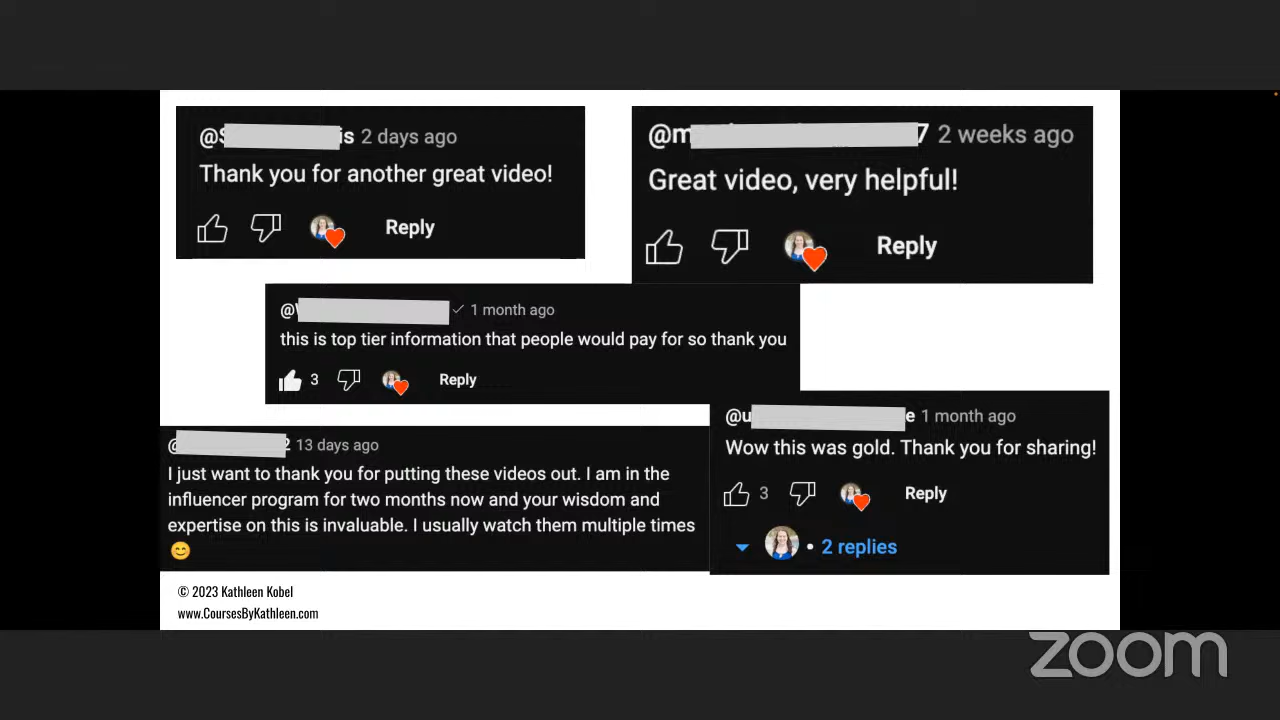 2 days ago
Thank you for another great video!
Reply
2 weeks ago
Great video, very helpful!
Reply
1 month ago
this is top tier information that people would pay for so thank you
3 Reply
1 month ago
Wow this was gold. Thank you for sharing!
3 Reply
• 2 replies
13 days ago
I just want to thank you for putting these videos out. I am in the
influencer program for two months now and your wisdom and
expertise on this is invaluable. I usually watch them multiple times
😊
© 2023 Kathleen Kobel
www.CoursesByKathleen.com
zoom